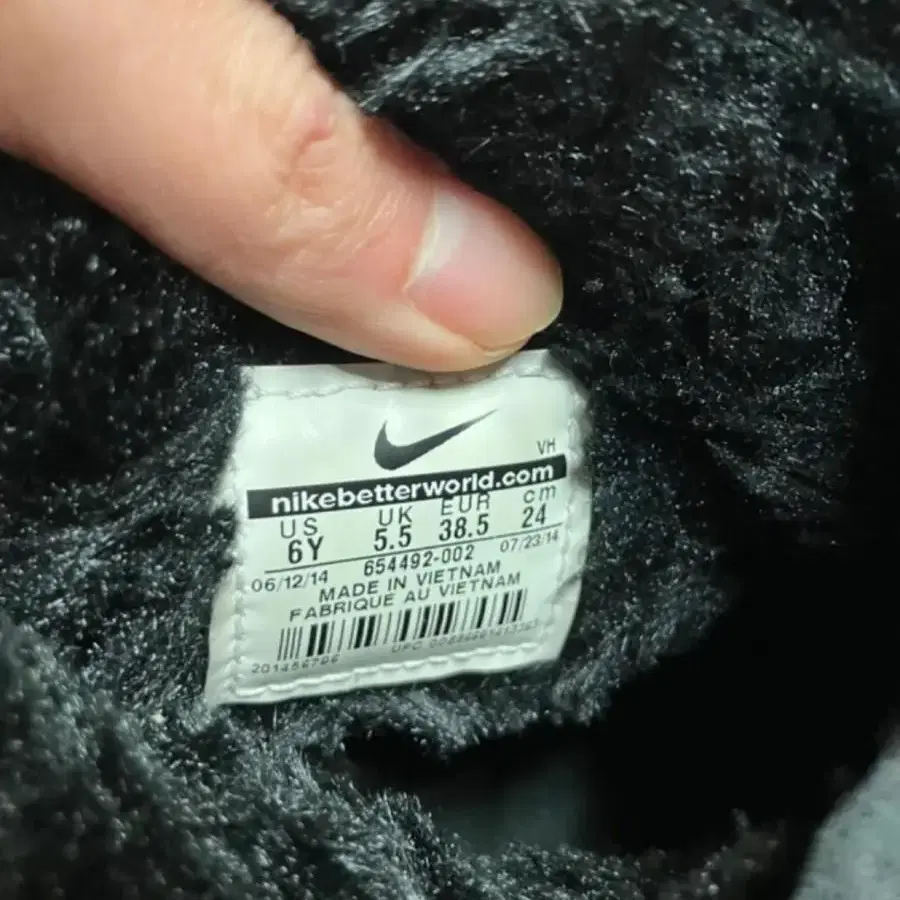 VH
nikebetterworld.com
US UK EUR cm
6Y 5.5 38.5 24
06/12/14 654492-002 07/23/14
MADE IN VIETNAM
FABRIQUE AU VIETNAM
UPC